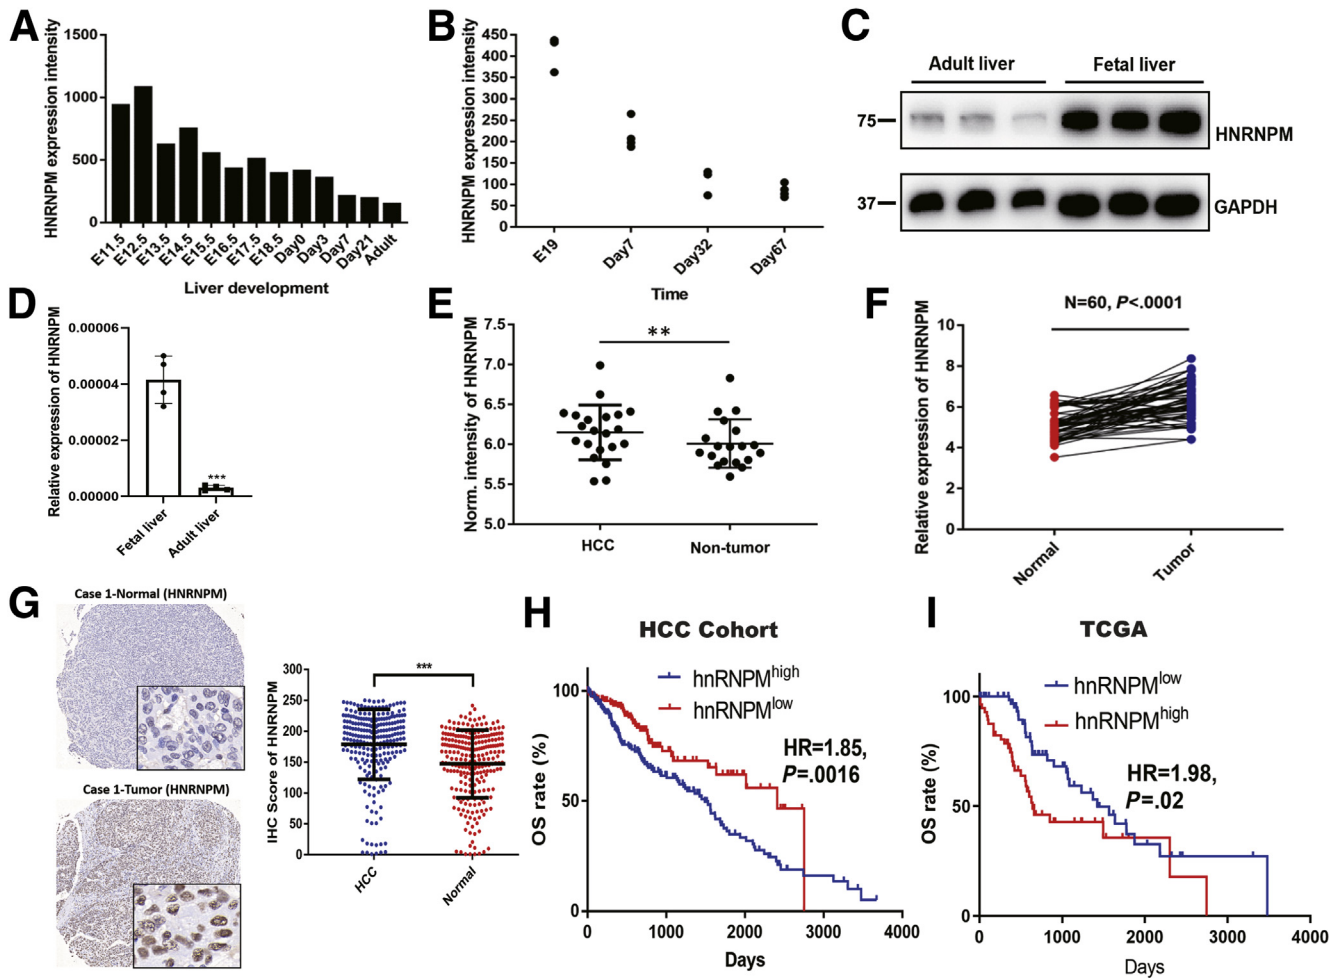 A
HNRNPM expression intensity
1500
1000
500
0
E11.5
E12.5
E13.5
E14.5
E15.5
E16.5
E17.5
E18.5
Day0
Day3
Day7
Day21
Adult
Liver development
B
HNRNPM expression intensity
450
400
350
300
250
200
150
100
50
0
E19
Day7
Day32
Day67
Time
C
Adult liver
Fetal liver
75
HNRNPM
37
GAPDH
D
Relative expression of HNRNPM
0.00006
0.00004
0.00002
0.00000
***
Fetal liver
Adult liver
E
Norm. intensity of HNRNPM
7.5
7.0
6.5
6.0
5.5
5.0
**
HCC
Non-tumor
F
N=60, P<.0001
Relative expression of HNRNPM
10
8
6
4
2
0
Normal
Tumor
G
Case 1-Normal (HNRNPM)
Case 1-Tumor (HNRNPM)
IHC Score of HNRNPM
300
250
200
150
100
50
0
***
HCC
Normal
H
HCC Cohort
hnRNPMhigh
hnRNPMlow
HR=1.85,
P=.0016
OS rate (%)
100
50
0
0
1000
2000
3000
4000
Days
I
TCGA
hnRNPMlow
hnRNPMhigh
HR=1.98,
P=.02
OS rate (%)
100
50
0
0
1000
2000
3000
4000
Days